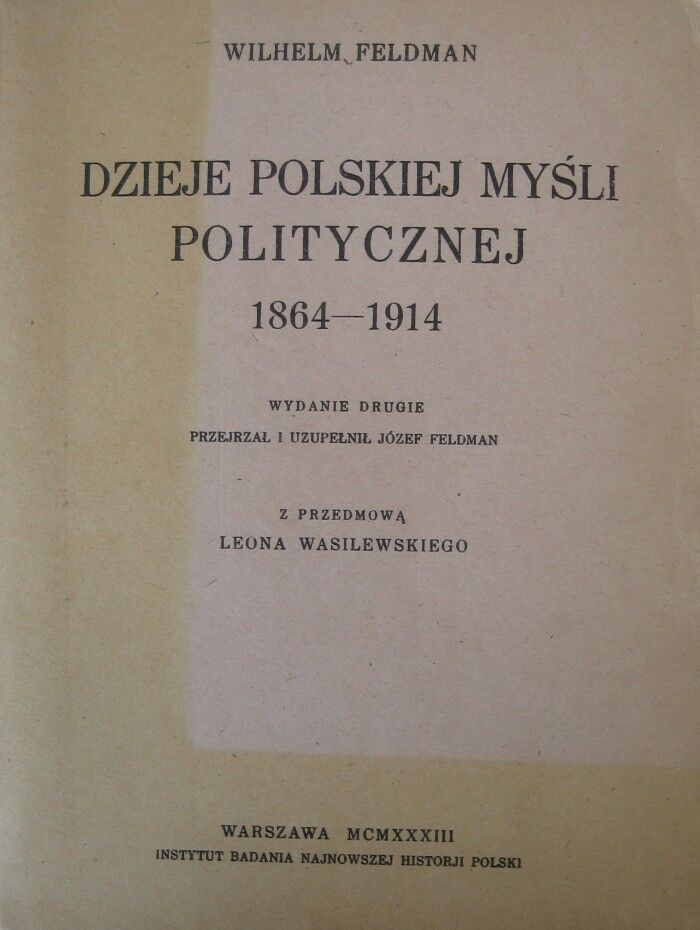 WILHELM FELDMAN
DZIEJE POLSKIEJ MYŚLI
POLITYCZNEJ
1864—1914
WYDANIE DRUGIE
PRZEJRZAŁ I UZUPEŁNIŁ JÓZEF FELDMAN
Z PRZEDMOWĄ
LEONA WASILEWSKIEGO
WARSZAWA MCMXXXIII
INSTYTUT BADANIA NAJNOWSZEJ HISTORJI POLSKI